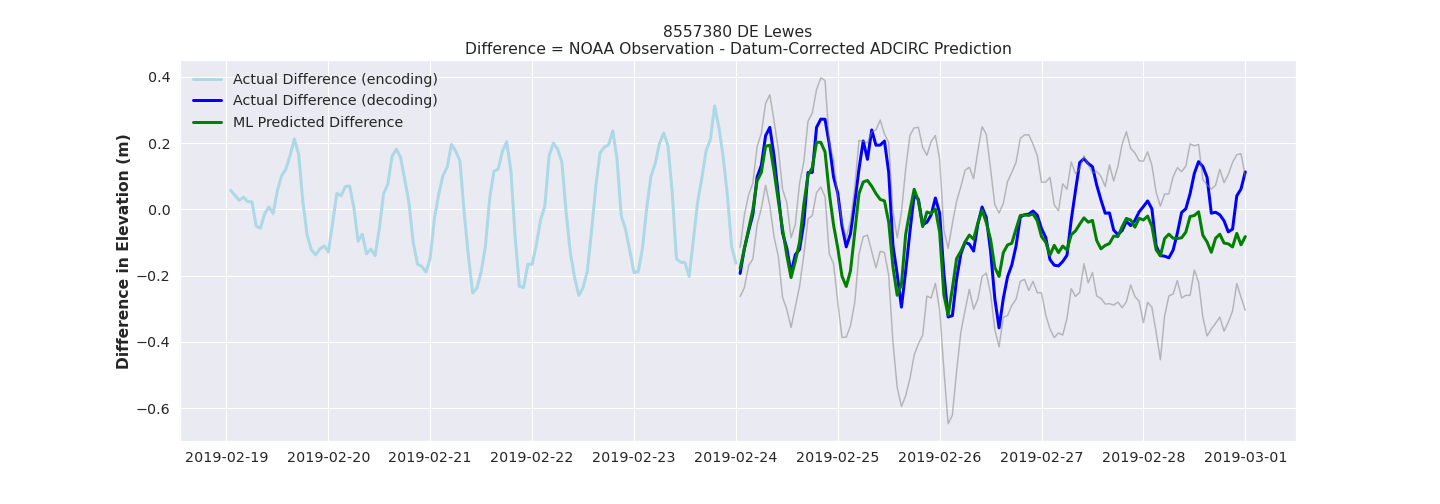 8557380 DE Lewes
Difference = NOAA Observation - Datum-Corrected ADCIRC Prediction
Difference in Elevation (m)
0.4
0.2
0.0
−0.2
−0.4
−0.6
Actual Difference (encoding)
Actual Difference (decoding)
ML Predicted Difference
2019-02-19 2019-02-20 2019-02-21 2019-02-22 2019-02-23 2019-02-24 2019-02-25 2019-02-26 2019-02-27 2019-02-28 2019-03-01